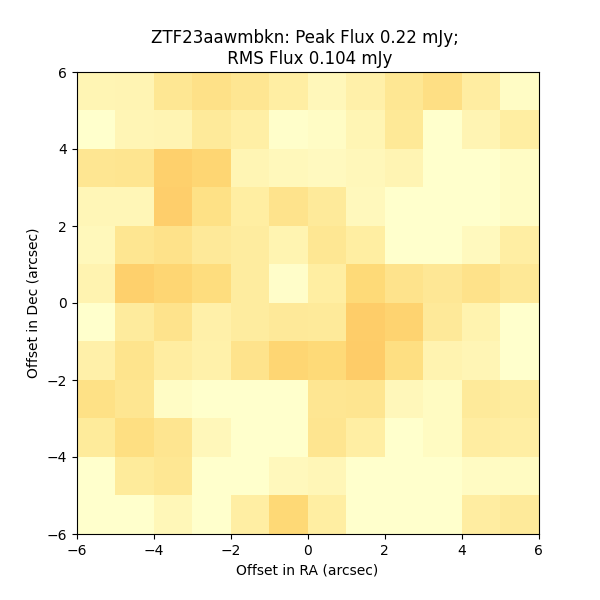 ZTF23aawmbkn: Peak Flux 0.22 mJy;
RMS Flux 0.104 mJy
6
4
2
0
−2
−4
−6
Offset in Dec (arcsec)
−6 −4 −2 0 2 4 6
Offset in RA (arcsec)